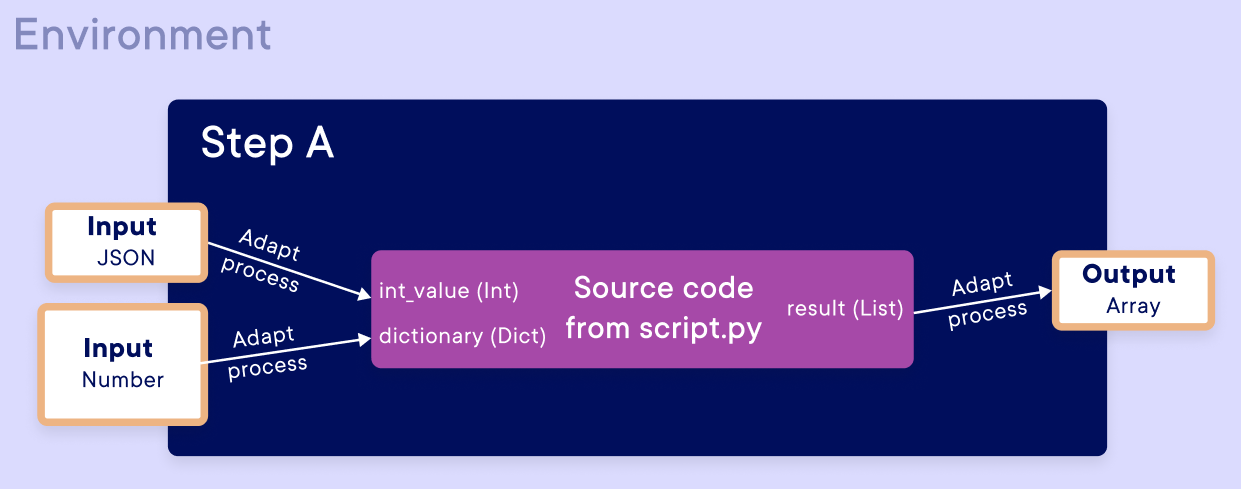 Environment
Step A
Input
JSON
Adapt
process
int_value (Int)
dictionary (Dict)
Source code
from script.py
result (List)
Adapt
process
Output
Array
Input
Number
Adapt
process